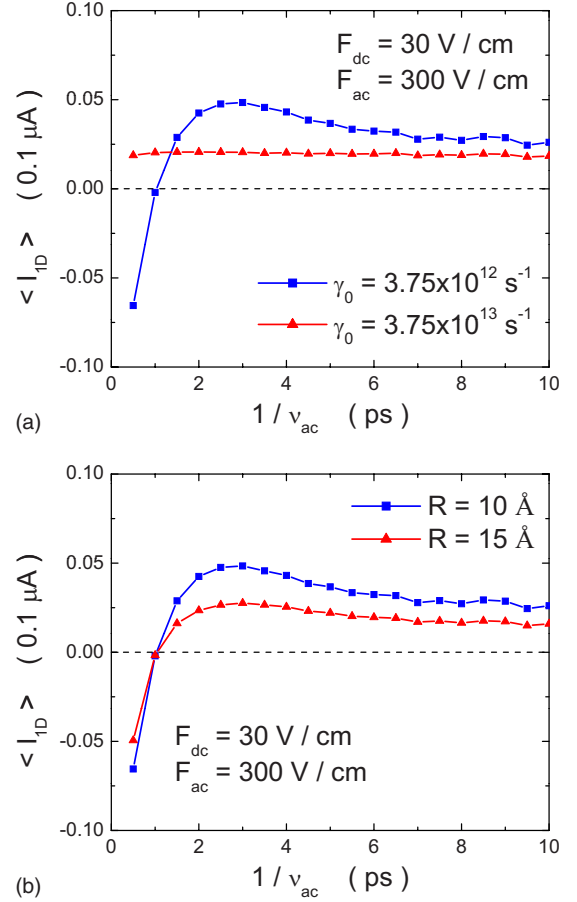 0.10
0.05
0.00
-0.05
-0.10
< I_1D > ( 0.1 μA )
F_dc = 30 V / cm
F_ac = 300 V / cm
γ_0 = 3.75x10^12 s^-1
γ_0 = 3.75x10^13 s^-1
0 2 4 6 8 10
1 / ν_ac ( ps )
(a)
0.10
0.05
0.00
-0.05
-0.10
< I_1D > ( 0.1 μA )
R = 10 Å
R = 15 Å
F_dc = 30 V / cm
F_ac = 300 V / cm
0 2 4 6 8 10
1 / ν_ac ( ps )
(b)